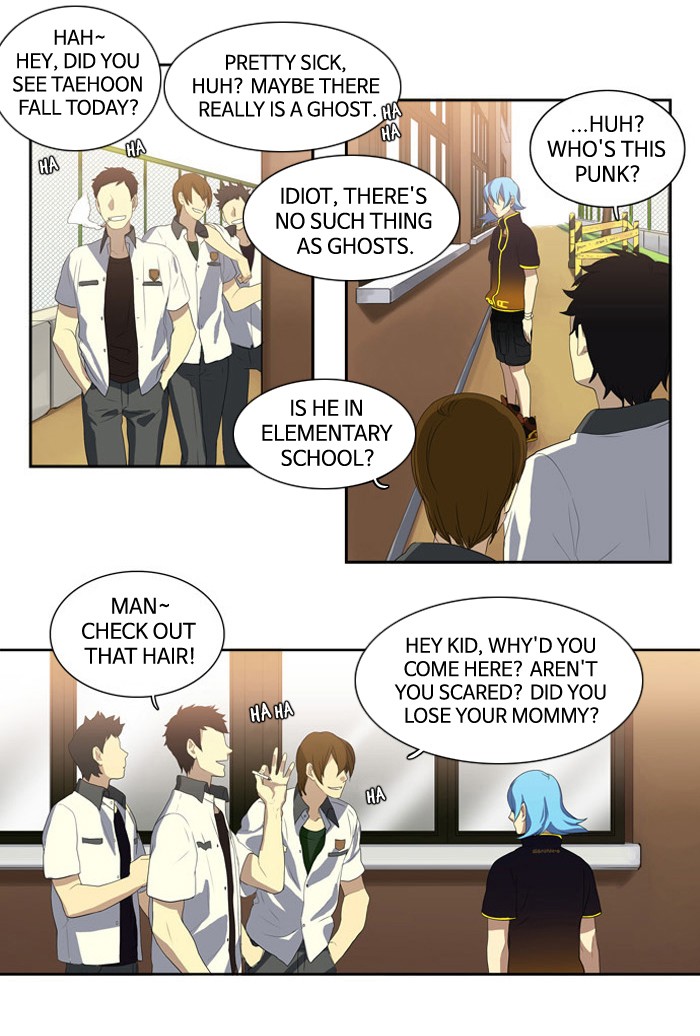 HAH~
HEY, DID YOU
SEE TAEHOON
FALL TODAY?
HA
HA
PRETTY SICK,
HUH? MAYBE THERE
REALLY IS A GHOST.
HA
HA
IDIOT, THERE'S
NO SUCH THING
AS GHOSTS.
...HUH?
WHO'S THIS
PUNK?
IS HE IN
ELEMENTARY
SCHOOL?
MAN~
CHECK OUT
THAT HAIR!
HA HA
HA
HEY KID, WHY'D YOU
COME HERE? AREN'T
YOU SCARED? DID YOU
LOSE YOUR MOMMY?